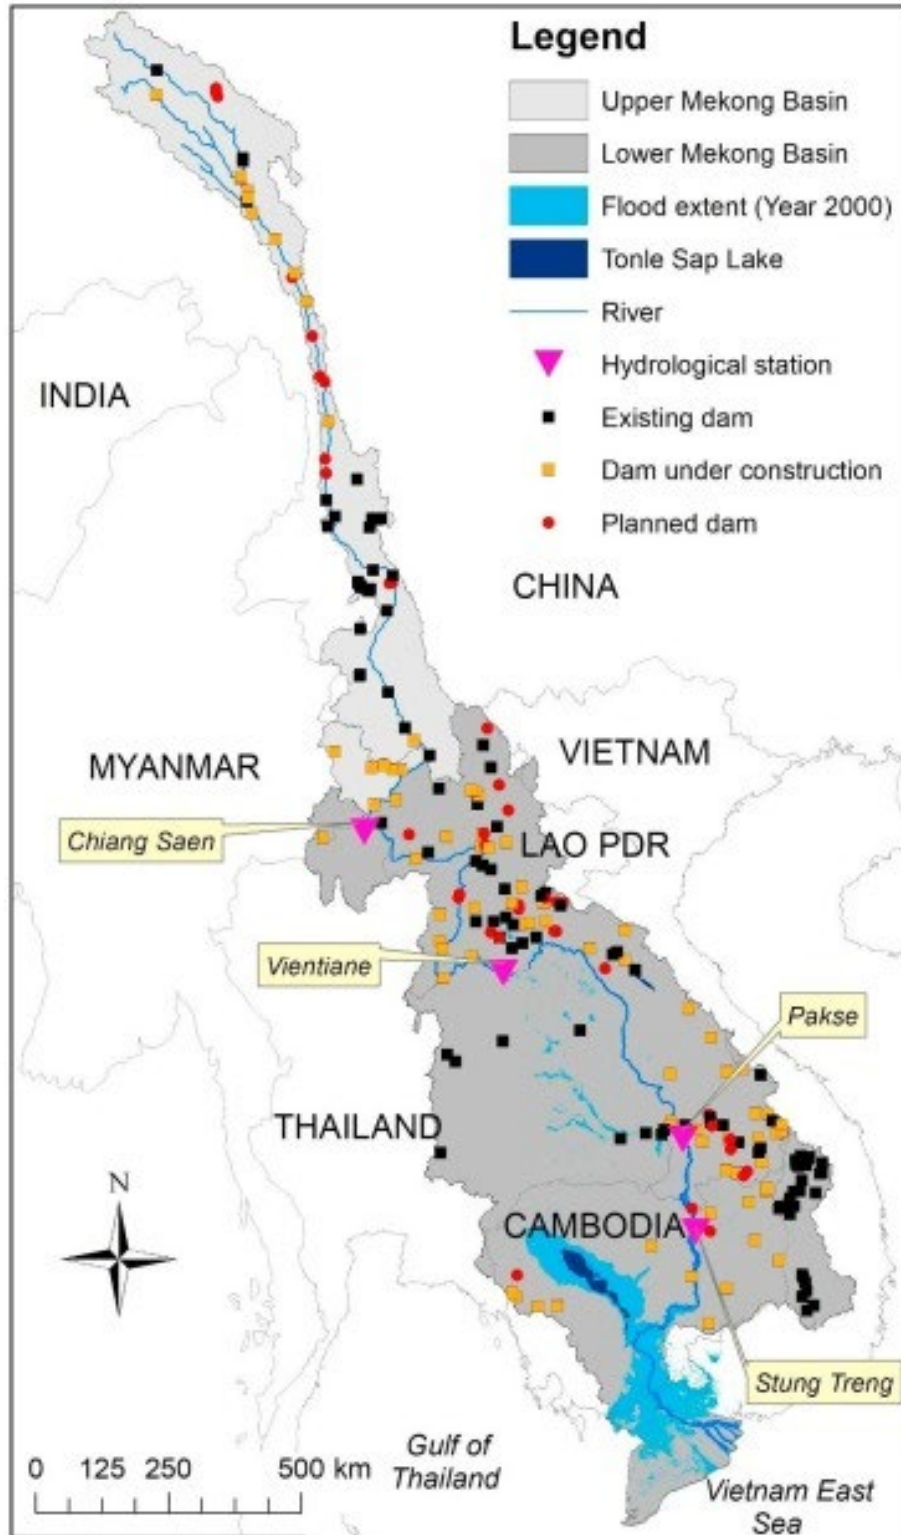 Legend
Upper Mekong Basin
Lower Mekong Basin
Flood extent (Year 2000)
Tonle Sap Lake
River
Hydrological station
Existing dam
Dam under construction
Planned dam
INDIA
CHINA
MYANMAR
VIETNAM
Chiang Saen
LAO PDR
Vientiane
Pakse
THAILAND
N
CAMBODIA
Stung Treng
Gulf of
Thailand
0 125 250 500 km
Vietnam East
Sea